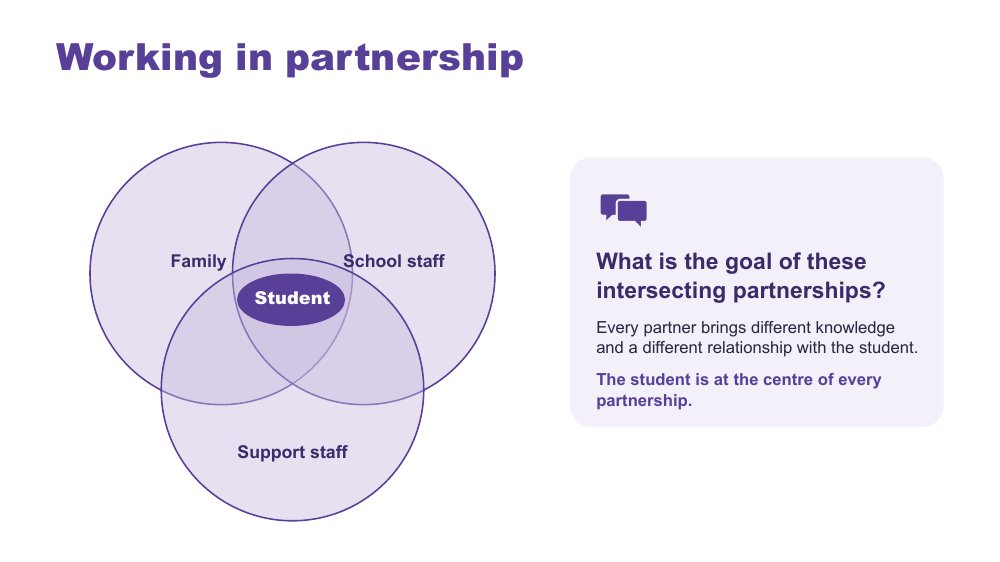 Working in partnership
Family
School staff
Student
Support staff
What is the goal of these
intersecting partnerships?
Every partner brings different knowledge
and a different relationship with the student.
The student is at the centre of every
partnership.